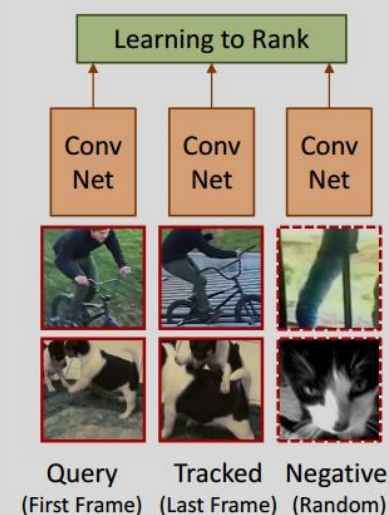 Learning to Rank
Conv Conv Conv
Net Net Net
Query Tracked Negative
(First Frame) (Last Frame) (Random)